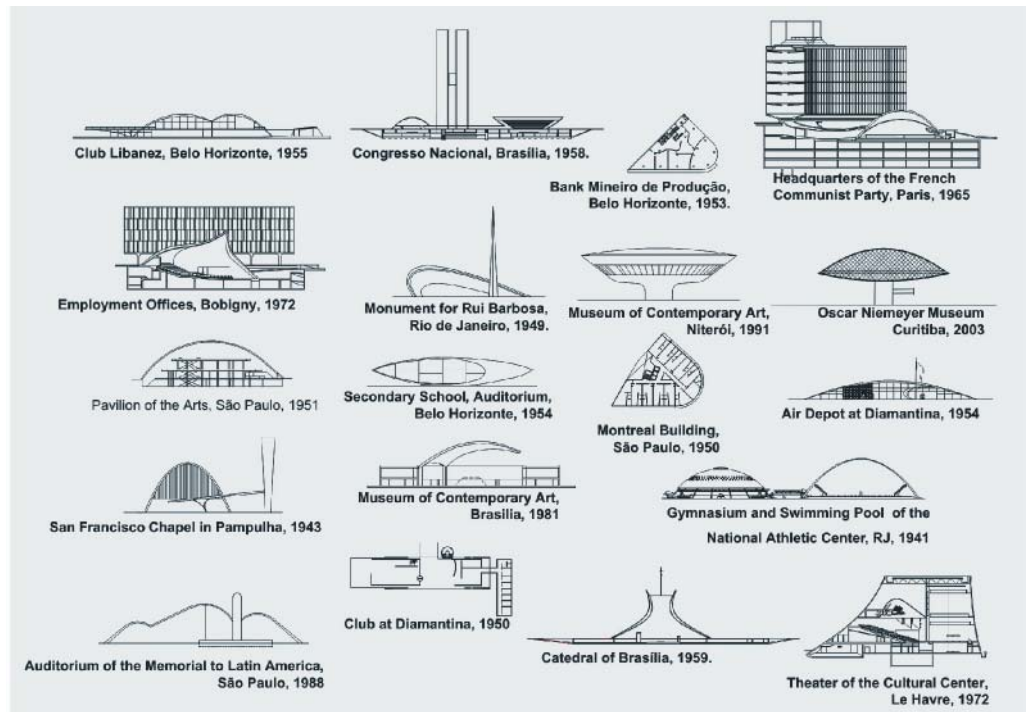 Club Libanez, Belo Horizonte, 1955
Congresso Nacional, Brasília, 1958.
Bank Mineiro de Produção,
Belo Horizonte, 1953.
Headquarters of the French
Communist Party, Paris, 1965
Employment Offices, Bobigny, 1972
Monument for Rui Barbosa,
Rio de Janeiro, 1949.
Museum of Contemporary Art,
Niterói, 1991
Oscar Niemeyer Museum
Curitiba, 2003
Pavilion of the Arts, São Paulo, 1951
Secondary School, Auditorium,
Belo Horizonte, 1954
Montreal Building,
São Paulo, 1950
Air Depot at Diamantina, 1954
San Francisco Chapel in Pampulha, 1943
Museum of Contemporary Art,
Brasilia, 1981
Gymnasium and Swimming Pool of the
National Athletic Center, RJ, 1941
Auditorium of the Memorial to Latin America,
São Paulo, 1988
Club at Diamantina, 1950
Catedral of Brasília, 1959.
Theater of the Cultural Center,
Le Havre, 1972